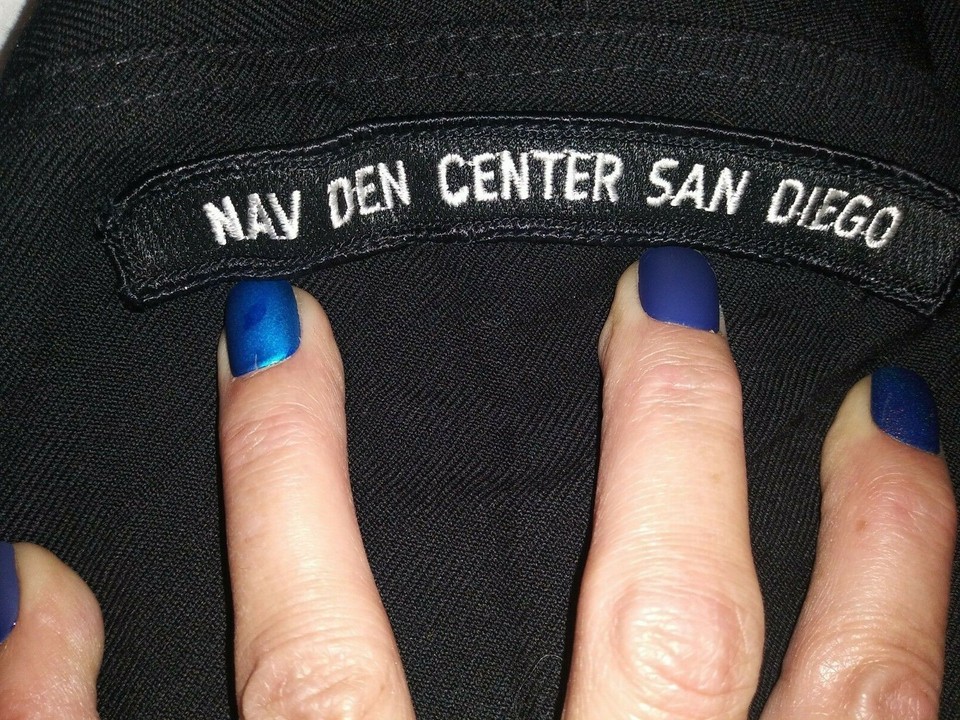 NAV DEN CENTER SAN DIEGO